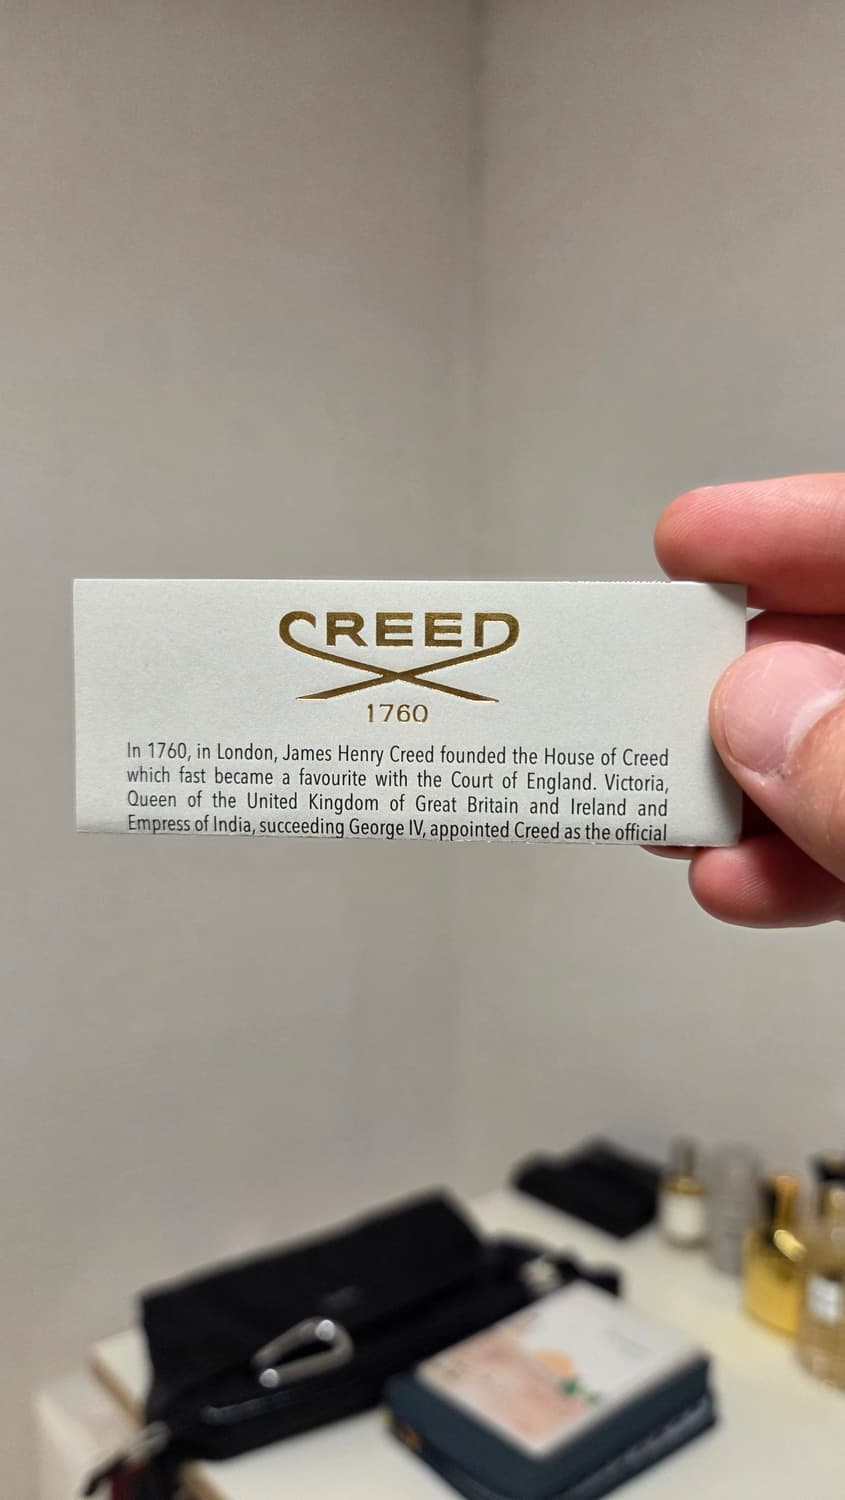 CREED
1760
In 1760, in London, James Henry Creed founded the House of Creed
which fast became a favourite with the Court of England. Victoria,
Queen of the United Kingdom of Great Britain and Ireland and
Empress of India, succeeding George IV, appointed Creed as the official